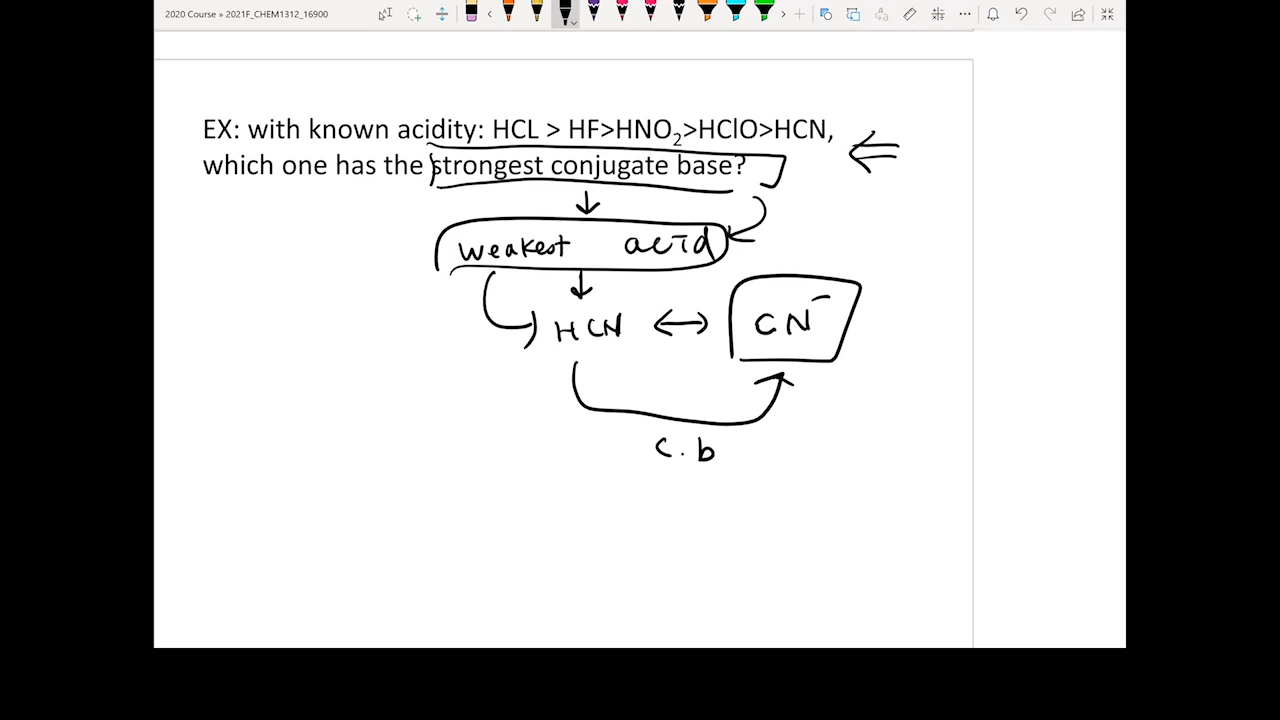 2020 Course » 2021F_CHEM1312_16900
EX: with known acidity: HCL > HF>HNO₂>HClO>HCN,
which one has the strongest conjugate base?
weakest acid
HCN ↔ CN⁻
c.b